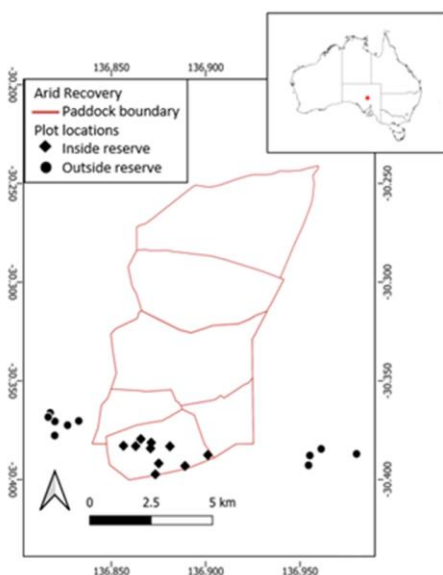 136.850 136.900
-30.200
Arid Recovery
Paddock boundary
Plot locations
Inside reserve
Outside reserve
-30.250 -30.250
-30.300 -30.300
-30.350 -30.350
-30.400 -30.400
0 2.5 5 km
136.850 136.900 136.950